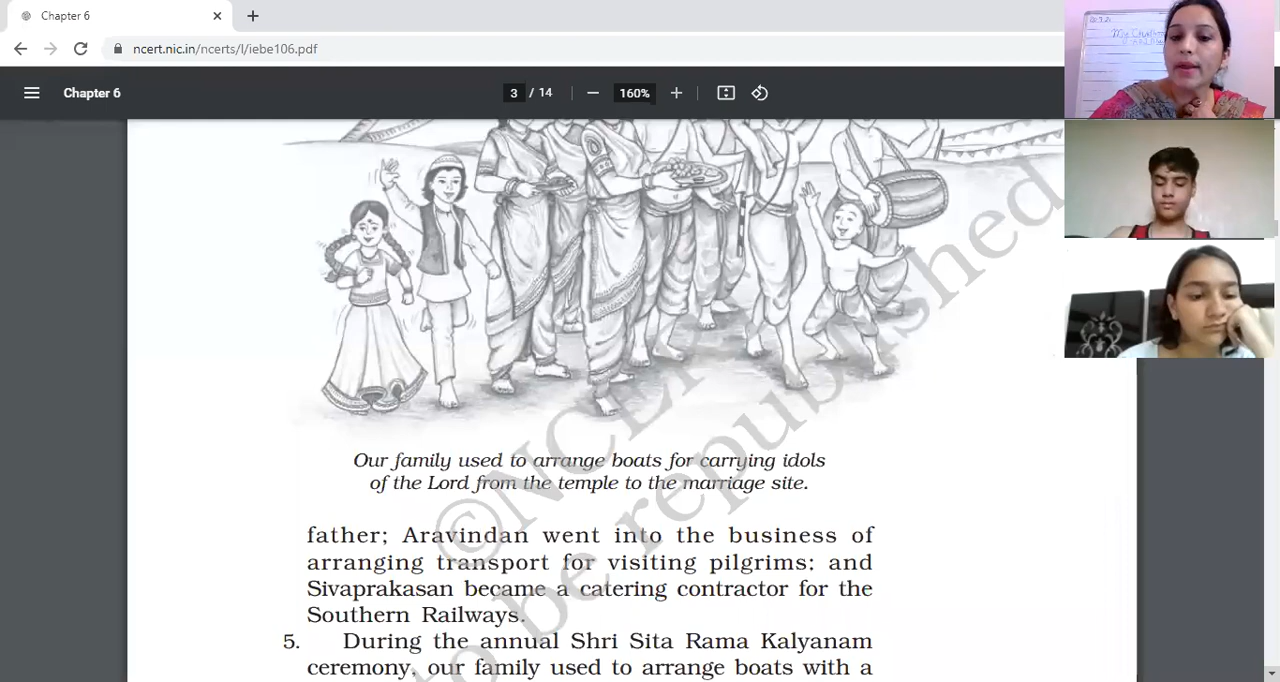 Chapter 6
ncert.nic.in/ncerts/l/iebe106.pdf
Chapter 6
3 / 14
160%
Our family used to arrange boats for carrying idols
of the Lord from the temple to the marriage site.
father; Aravindan went into the business of
arranging transport for visiting pilgrims: and
Sivaprakasan became a catering contractor for the
Southern Railways.
5. During the annual Shri Sita Rama Kalyanam
ceremony, our family used to arrange boats with a
to be republished